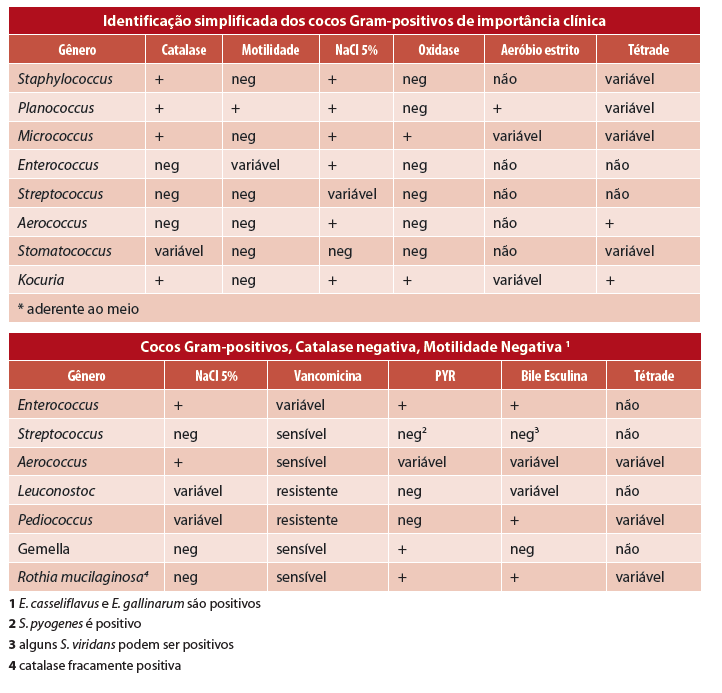 Identificação simplificada dos cocos Gram-positivos de importância clínica
Gênero Catalase Motilidade NaCl 5% Oxidase Aeróbio estrito Tétrade
Staphylococcus + neg + neg não variável
Planococcus + + + neg + variável
Micrococcus + neg + + variável variável
Enterococcus neg variável + neg não não
Streptococcus neg neg variável neg não não
Aerococcus neg neg + neg não +
Stomatococcus variável neg neg neg não variável
Kocuria + neg + + variável +
* aderente ao meio
Cocos Gram-positivos, Catalase negativa, Motilidade Negativa ¹
Gênero NaCl 5% Vancomicina PYR Bile Esculina Tétrade
Enterococcus + variável + + não
Streptococcus neg sensível neg² neg³ não
Aerococcus + sensível variável variável variável
Leuconostoc variável resistente neg variável não
Pediococcus variável resistente neg + variável
Gemella neg sensível + neg não
Rothia mucilaginosa⁴ neg sensível + + variável
1 E. casseliflavus e E. gallinarum são positivos
2 S. pyogenes é positivo
3 alguns S. viridans podem ser positivos
4 catalase fracamente positiva